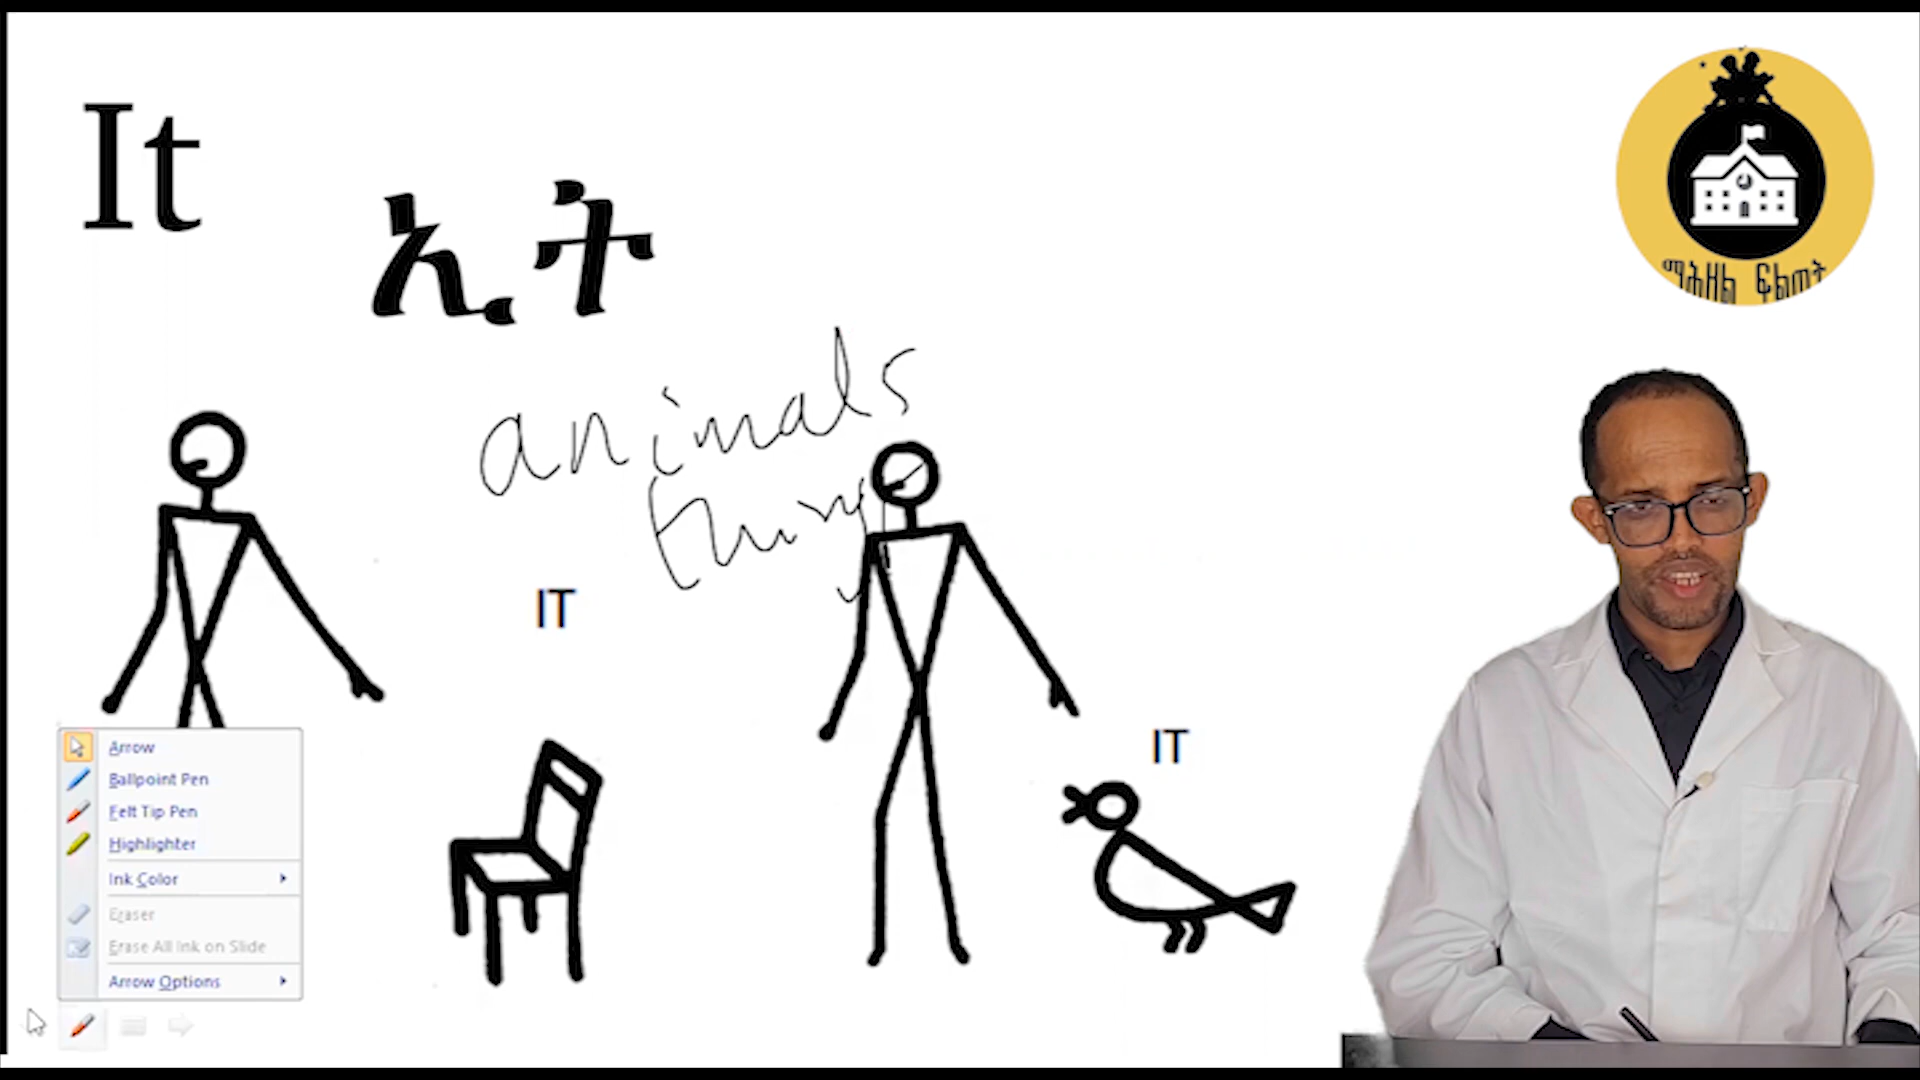 It
ኢት
animals
things
IT
IT
ማሕዘል ፍልጠት
Arrow
Ballpoint Pen
Felt Tip Pen
Highlighter
Ink Color
Eraser
Erase All Ink on Slide
Arrow Options